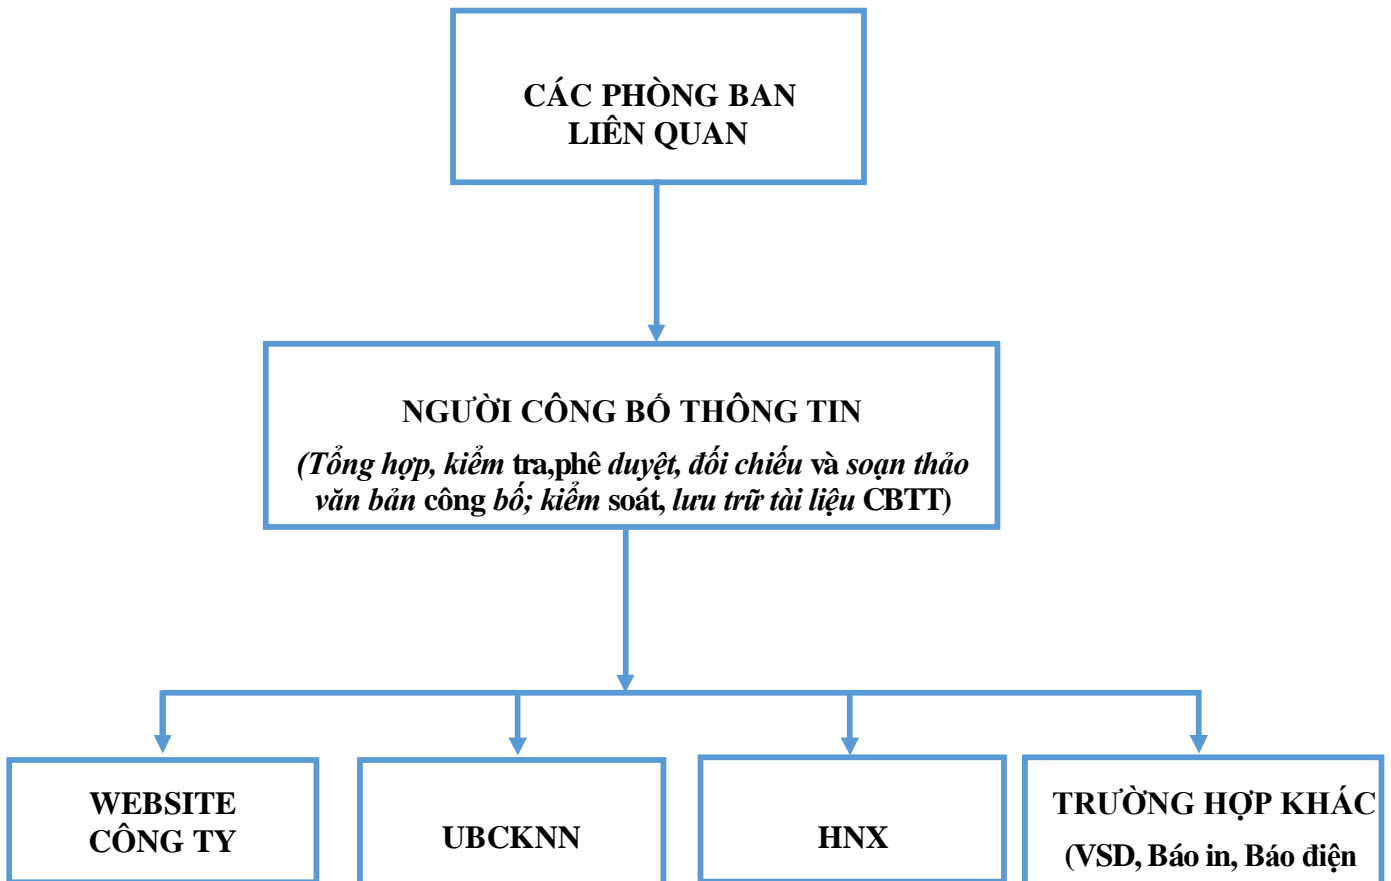 CÁC PHÒNG BAN
LIÊN QUAN
NGƯỜI CÔNG BỐ THÔNG TIN
(Tổng hợp, kiểm tra,phê duyệt, đối chiếu và soạn thảo
văn bản công bố; kiểm soát, lưu trữ tài liệu CBTT)
WEBSITE
CÔNG TY
UBCKNN
HNX
TRƯỜNG HỢP KHÁC
(VSD, Báo in, Báo điện